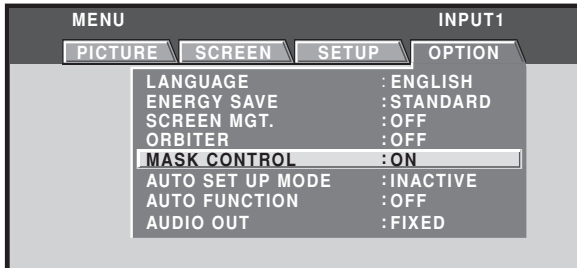 MENU INPUT1
PICTURE SCREEN SETUP OPTION
LANGUAGE :ENGLISH
ENERGY SAVE :STANDARD
SCREEN MGT. :OFF
ORBITER :OFF
MASK CONTROL :ON
AUTO SET UP MODE :INACTIVE
AUTO FUNCTION :OFF
AUDIO OUT :FIXED